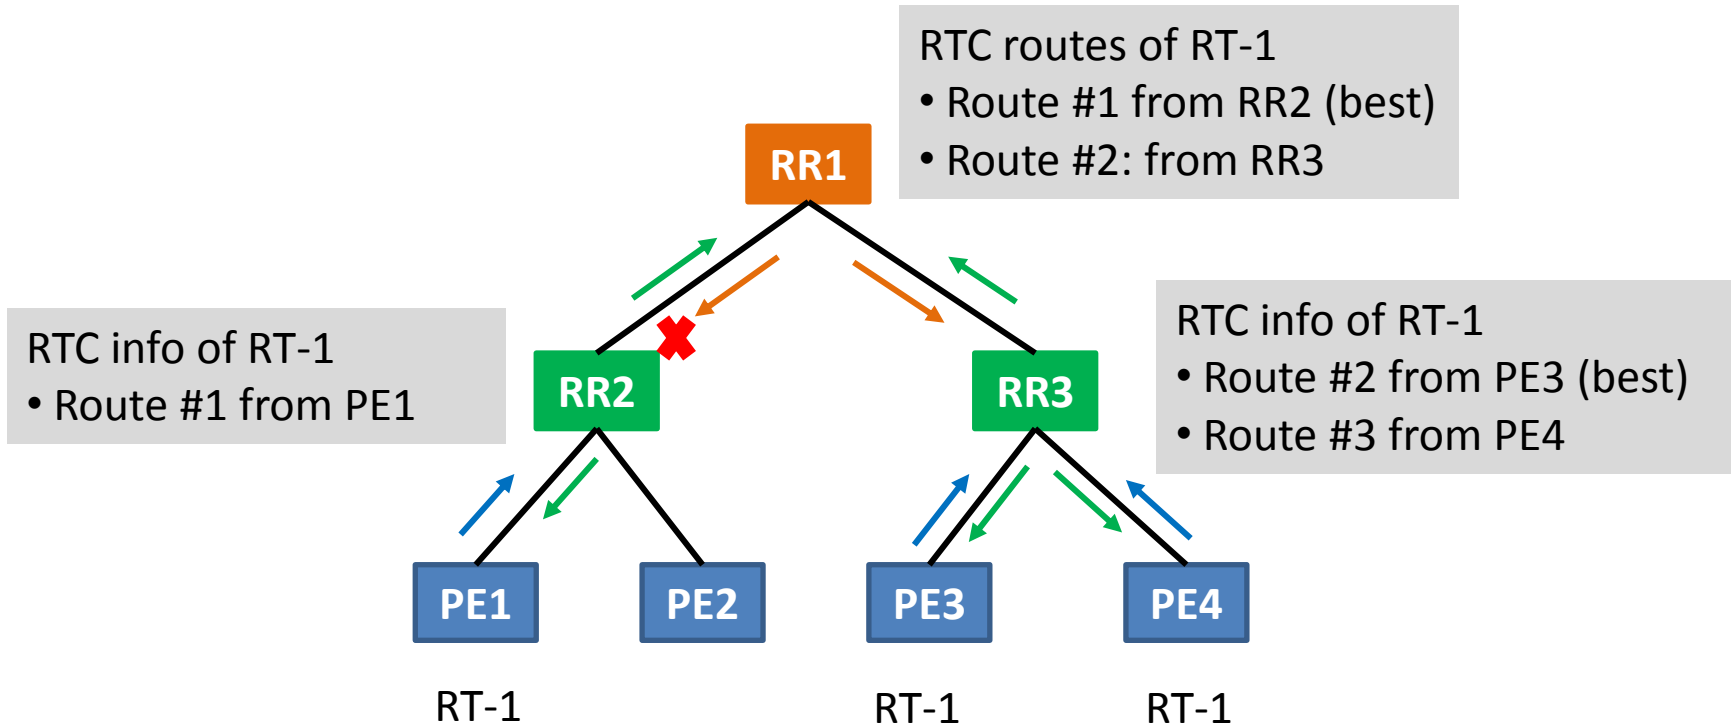 RTC routes of RT-1
• Route #1 from RR2 (best)
• Route #2: from RR3
RR1
RTC info of RT-1
• Route #1 from PE1
RTC info of RT-1
• Route #2 from PE3 (best)
• Route #3 from PE4
RR2
RR3
PE1
PE2
PE3
PE4
RT-1
RT-1
RT-1